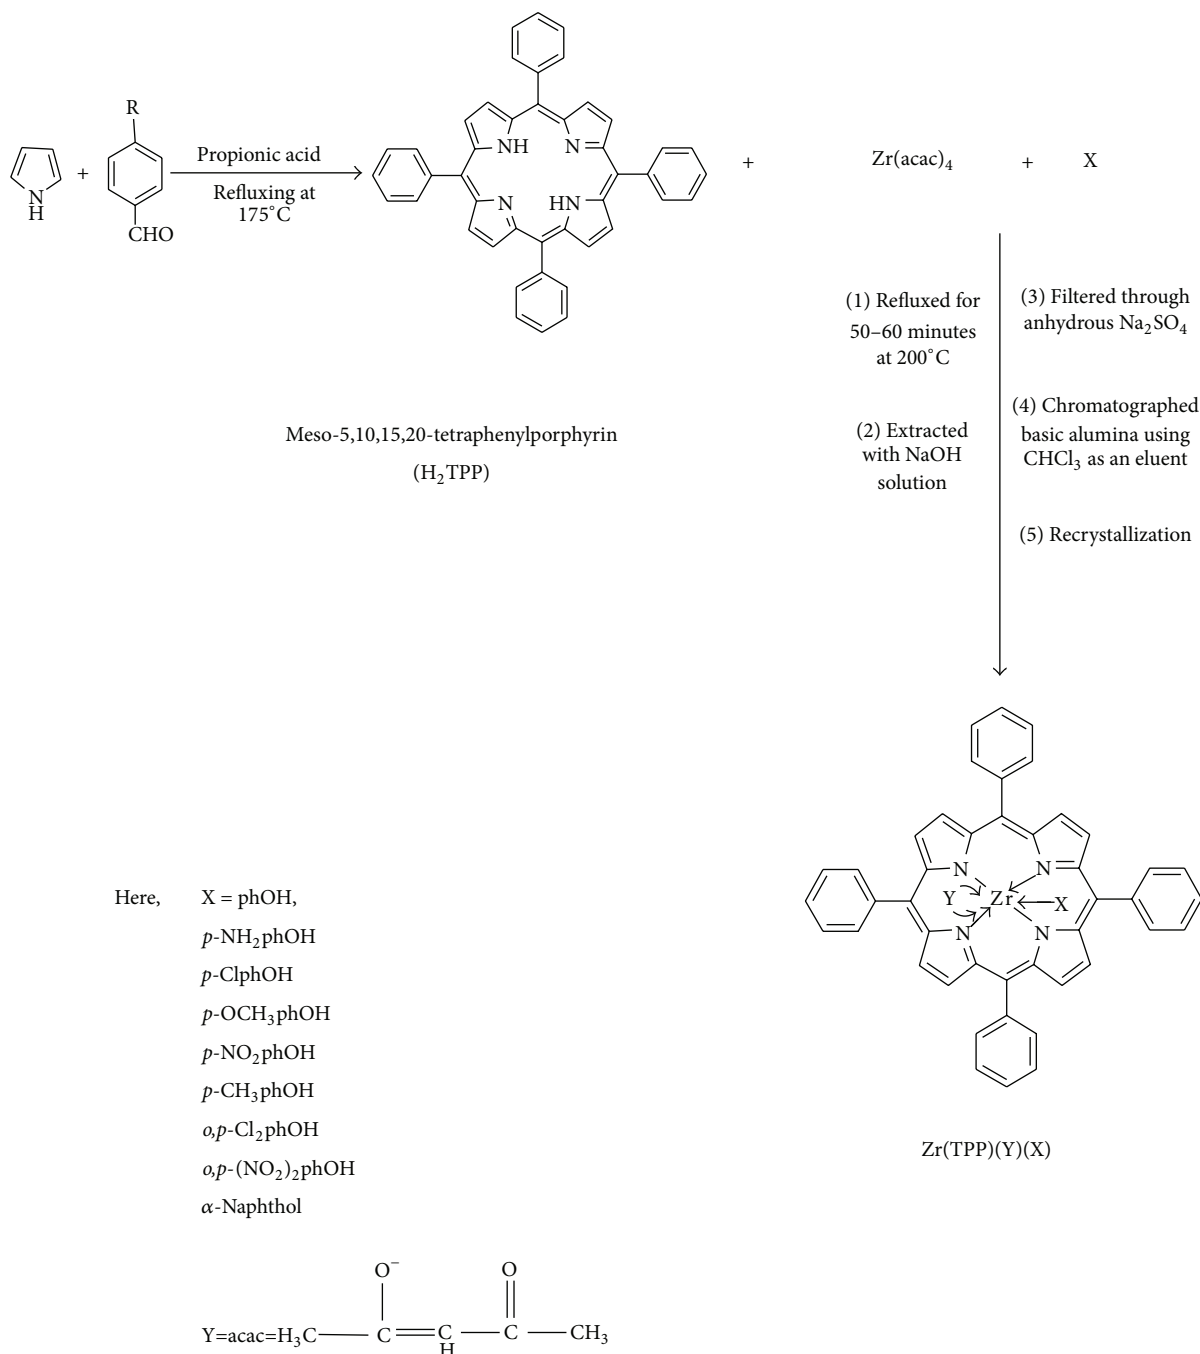 R
N
H
+
CHO
Propionic acid
Refluxing at
175°C
NH
N
N
HN
+
Zr(acac)₄
+
X
Meso-5,10,15,20-tetraphenylporphyrin
(H₂TPP)
(1) Refluxed for
50–60 minutes
at 200°C
(2) Extracted
with NaOH
solution
(3) Filtered through
anhydrous Na₂SO₄
(4) Chromatographed
basic alumina using
CHCl₃ as an eluent
(5) Recrystallization
N
N
Y
Zr
X
N
N
Zr(TPP)(Y)(X)
Here, X = phOH,
p-NH₂phOH
p-ClphOH
p-OCH₃phOH
p-NO₂phOH
p-CH₃phOH
o,p-Cl₂phOH
o,p-(NO₂)₂phOH
α-Naphthol
O⁻
O
Y=acac=H₃C
C
C
H
C
CH₃